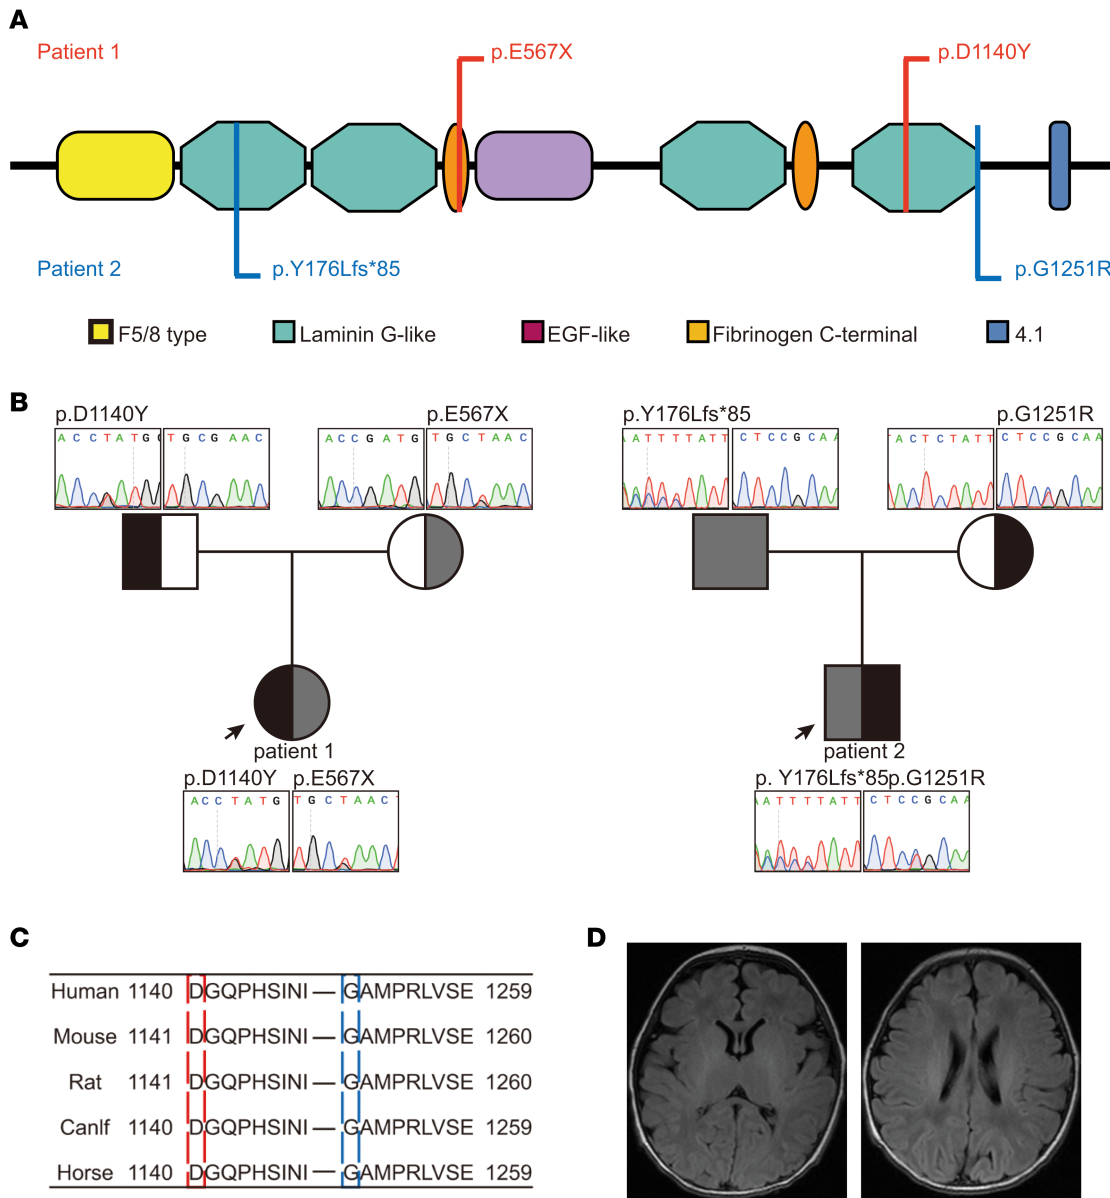 A
Patient 1
p.E567X
p.D1140Y
Patient 2
p.Y176Lfs*85
p.G1251R
F5/8 type
Laminin G-like
EGF-like
Fibrinogen C-terminal
4.1
B
p.D1140Y
p.E567X
p.Y176Lfs*85
p.G1251R
A C C T A T G
T G C G A A C
A C C G A T G
T G C T A A C
A T T T T A T T
C T C C G C A A
A C T C T A T T
C T C C G C A A
patient 1
patient 2
p.D1140Y p.E567X
p. Y176Lfs*85p.G1251R
A C C T A T G
T G C T A A C
A T T T T A T T
C T C C G C A A
C
D
Human 1140 DGQPHSINI — GAMPRLVSE 1259
Mouse 1141 DGQPHSINI — GAMPRLVSE 1260
Rat 1141 DGQPHSINI — GAMPRLVSE 1260
Canlf 1140 DGQPHSINI — GAMPRLVSE 1259
Horse 1140 DGQPHSINI — GAMPRLVSE 1259